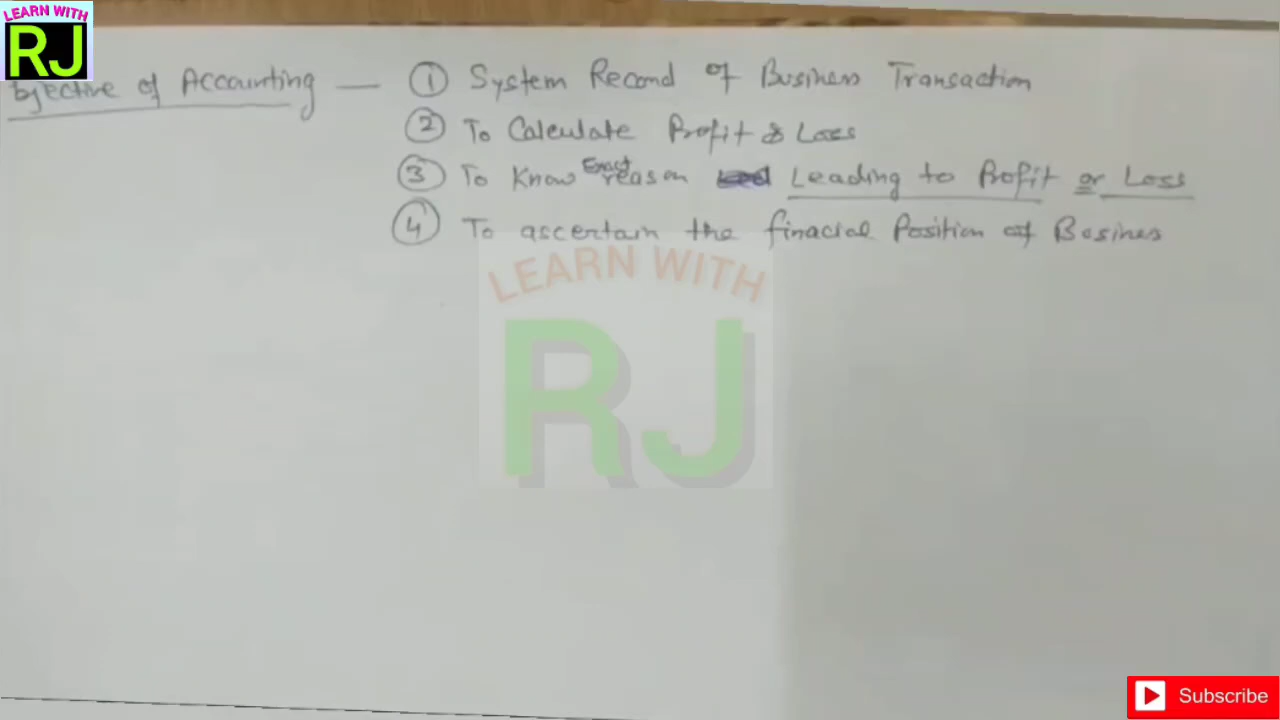 LEARN WITH
RJ
bjective of Accounting — ① System Record of Business Transaction
② To Calculate Profit & Loss
③ To Know Exact reason Leading to Profit or Loss
④ To ascertain the finacial Position of Busines
LEARN WITH
RJ
Subscribe